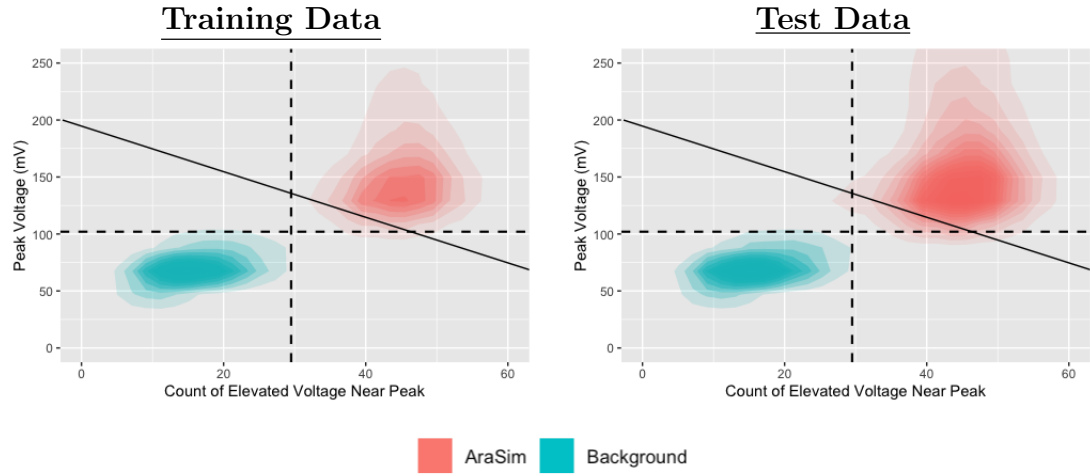 Training Data
Test Data
250
200
150
100
50
0
Peak Voltage (mV)
0 20 40 60
Count of Elevated Voltage Near Peak
250
200
150
100
50
0
Peak Voltage (mV)
0 20 40 60
Count of Elevated Voltage Near Peak
AraSim Background